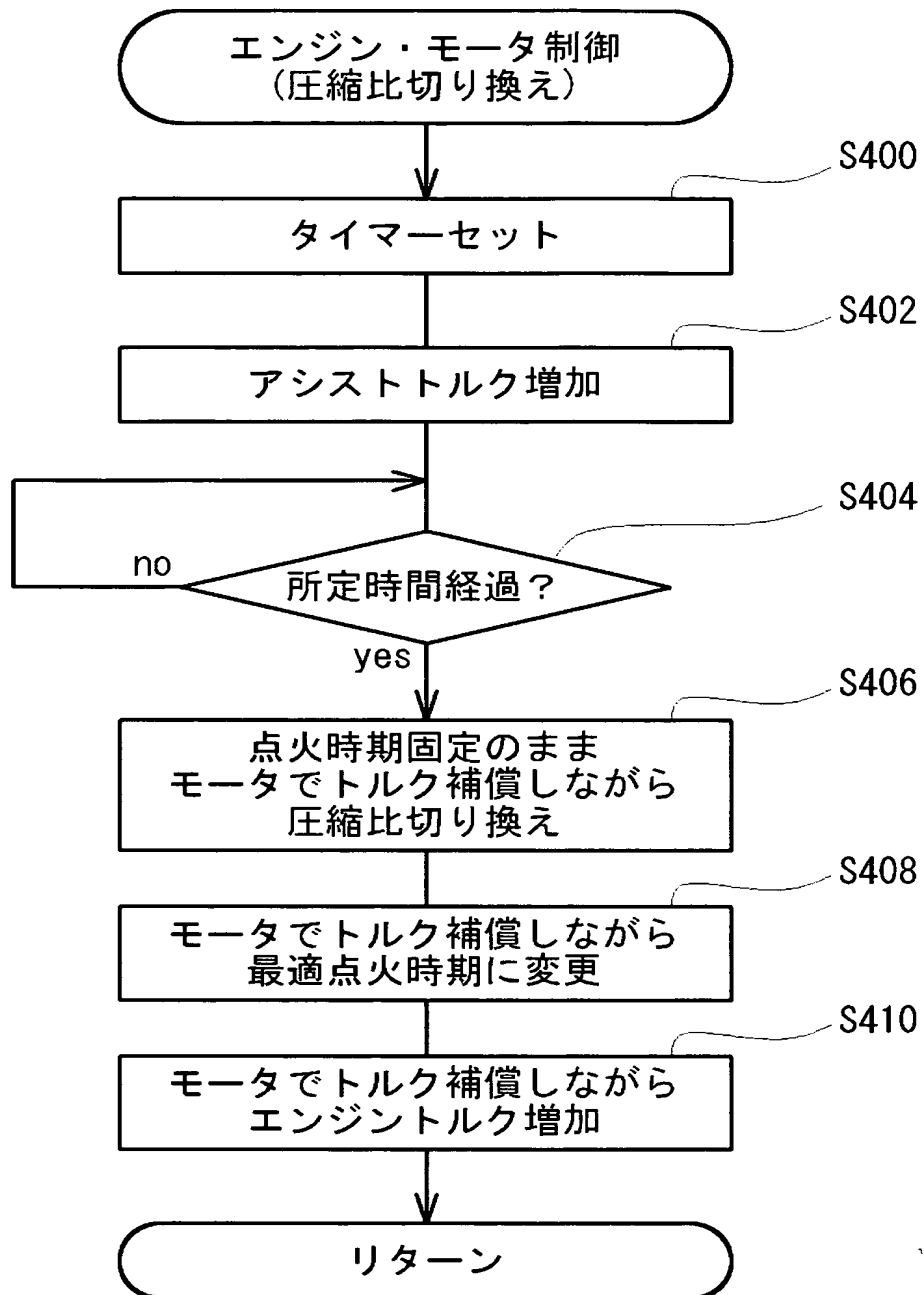 エンジン・モータ制御
(圧縮比切り換え)
S400
タイマーセット
S402
アシストトルク増加
S404
no
所定時間経過?
yes
S406
点火時期固定のまま
モータでトルク補償しながら
圧縮比切り換え
S408
モータでトルク補償しながら
最適点火時期に変更
S410
モータでトルク補償しながら
エンジントルク増加
リターン